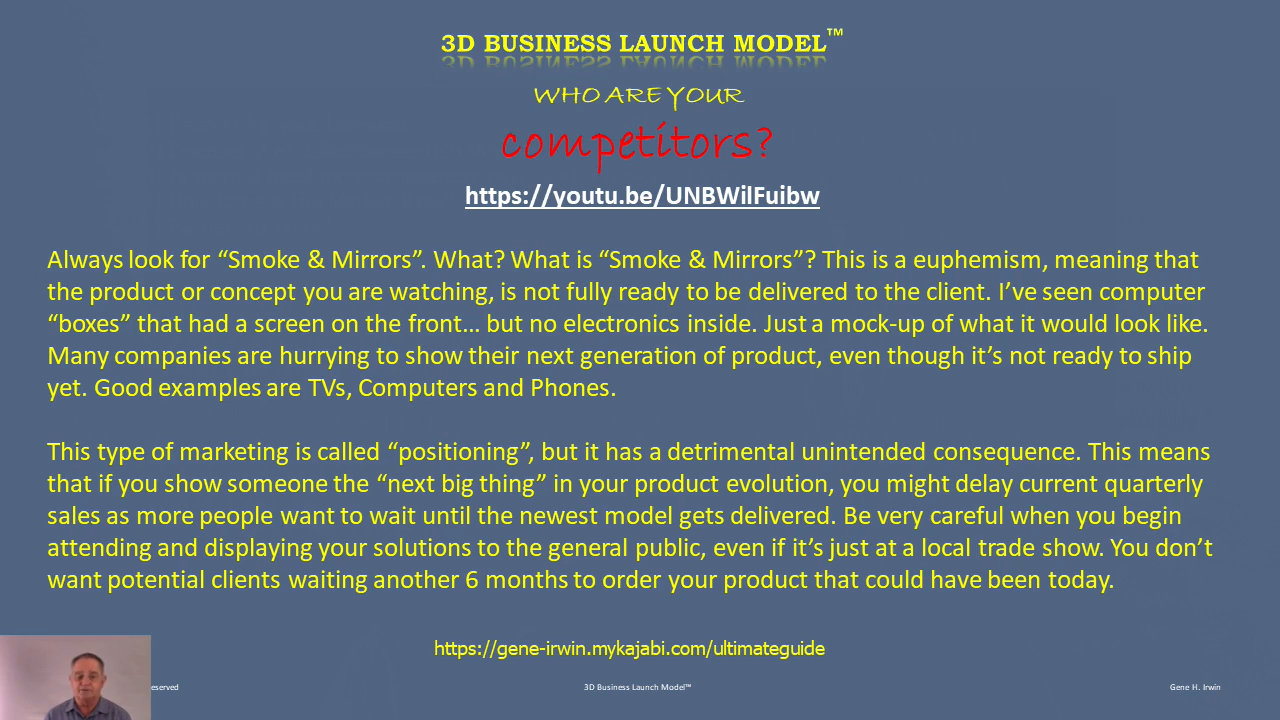 3D BUSINESS LAUNCH MODEL™
WHO ARE YOUR
competitors?
https://youtu.be/UNBWilFuibw
Always look for “Smoke & Mirrors”. What? What is “Smoke & Mirrors”? This is a euphemism, meaning that
the product or concept you are watching, is not fully ready to be delivered to the client. I’ve seen computer
“boxes” that had a screen on the front… but no electronics inside. Just a mock-up of what it would look like.
Many companies are hurrying to show their next generation of product, even though it’s not ready to ship
yet. Good examples are TVs, Computers and Phones.
This type of marketing is called “positioning”, but it has a detrimental unintended consequence. This means
that if you show someone the “next big thing” in your product evolution, you might delay current quarterly
sales as more people want to wait until the newest model gets delivered. Be very careful when you begin
attending and displaying your solutions to the general public, even if it’s just at a local trade show. You don’t
want potential clients waiting another 6 months to order your product that could have been today.
https://gene-irwin.mykajabi.com/ultimateguide
eserved 3D Business Launch Model™ Gene H. Irwin